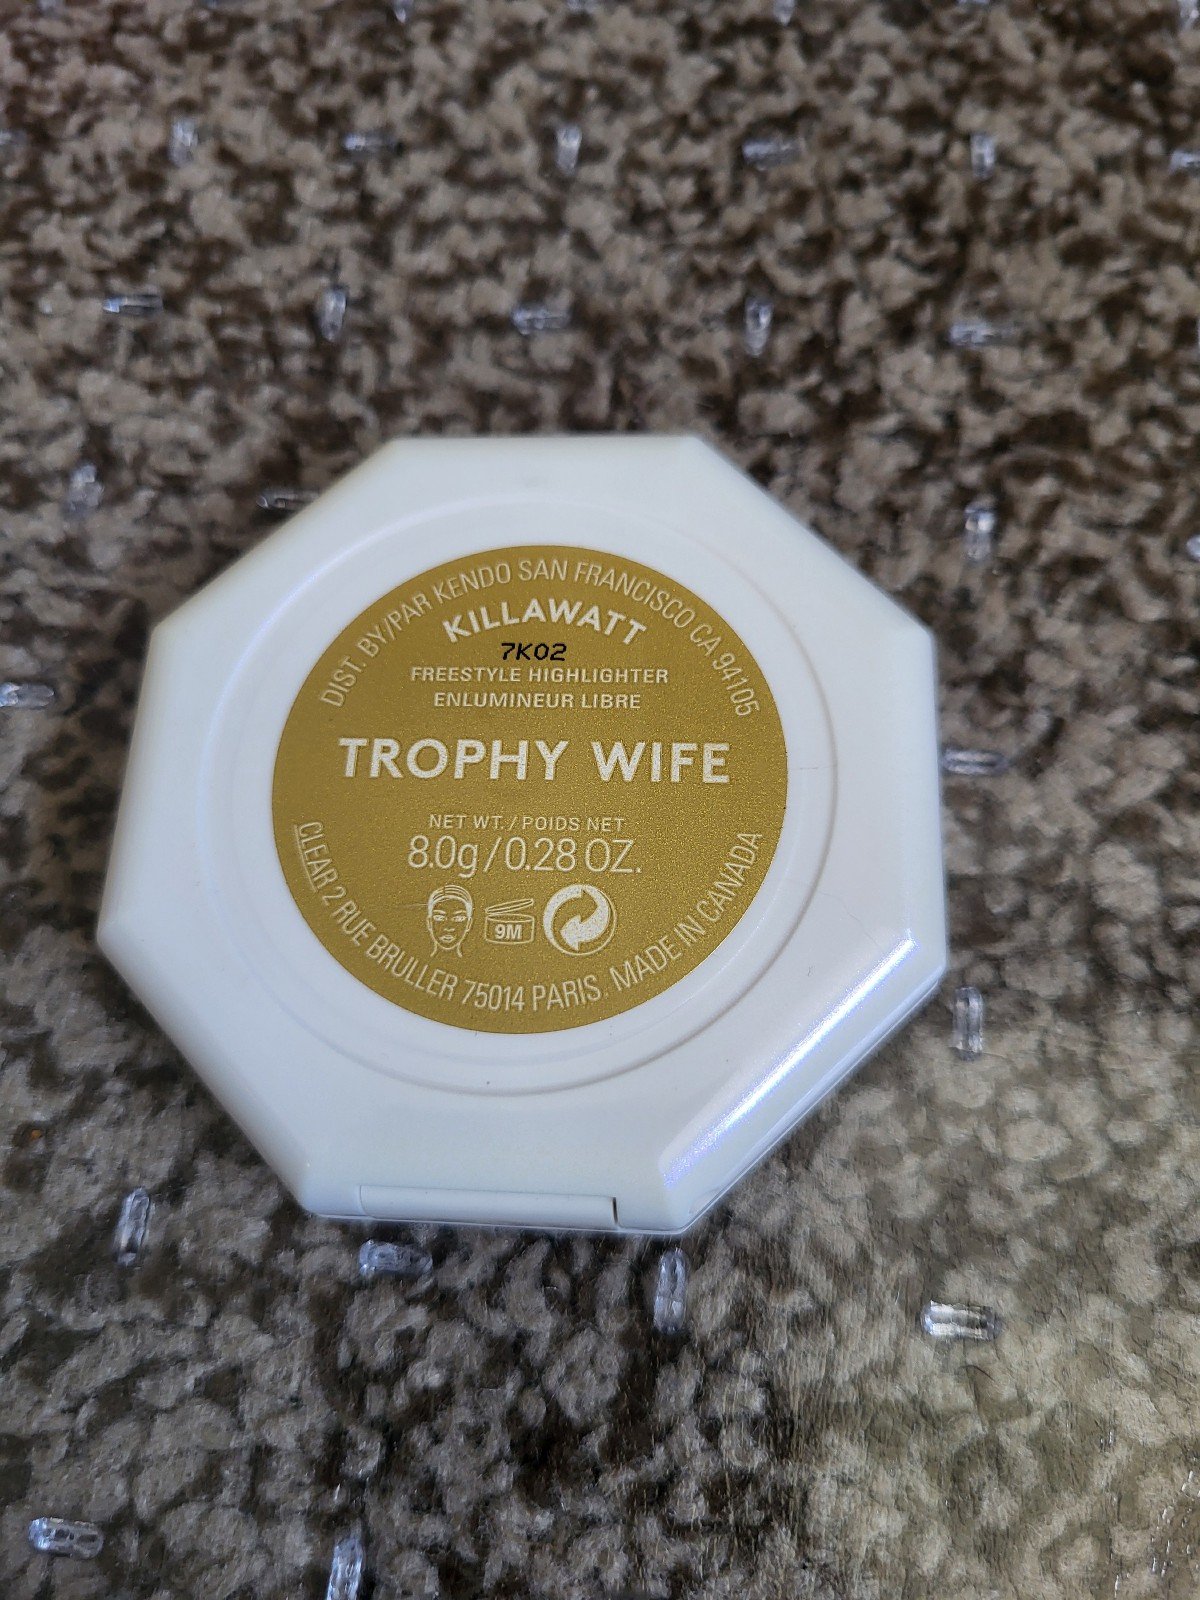 DIST. BY/PAR KENDO SAN FRANCISCO CA 94105
KILLAWATT
7K02
FREESTYLE HIGHLIGHTER
ENLUMINEUR LIBRE
TROPHY WIFE
NET WT. / POIDS NET
8.0g / 0.28 OZ.
9M
CLEAR 2 RUE BRULLER 75014 PARIS. MADE IN CANADA